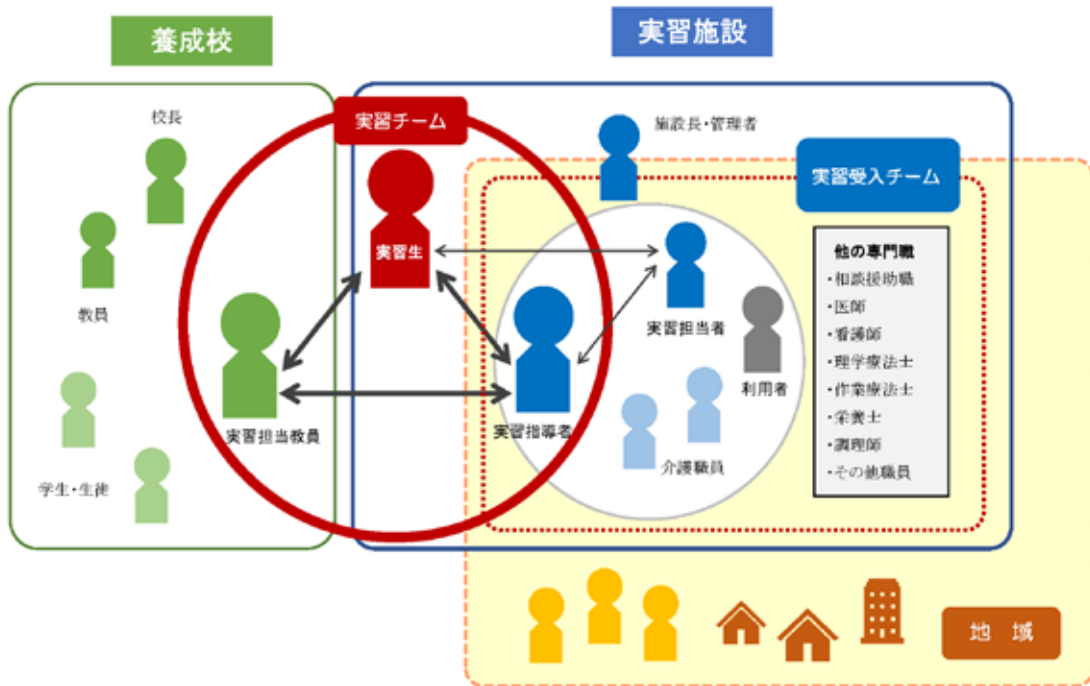 養成校
実習施設
校長
実習チーム
施設長・管理者
実習受入チーム
実習生
他の専門職
・相談援助職
・医師
・看護師
・理学療法士
・作業療法士
・栄養士
・調理師
・その他職員
教員
実習担当者
利用者
実習担当教員
実習指導者
介護職員
学生・生徒
地 域